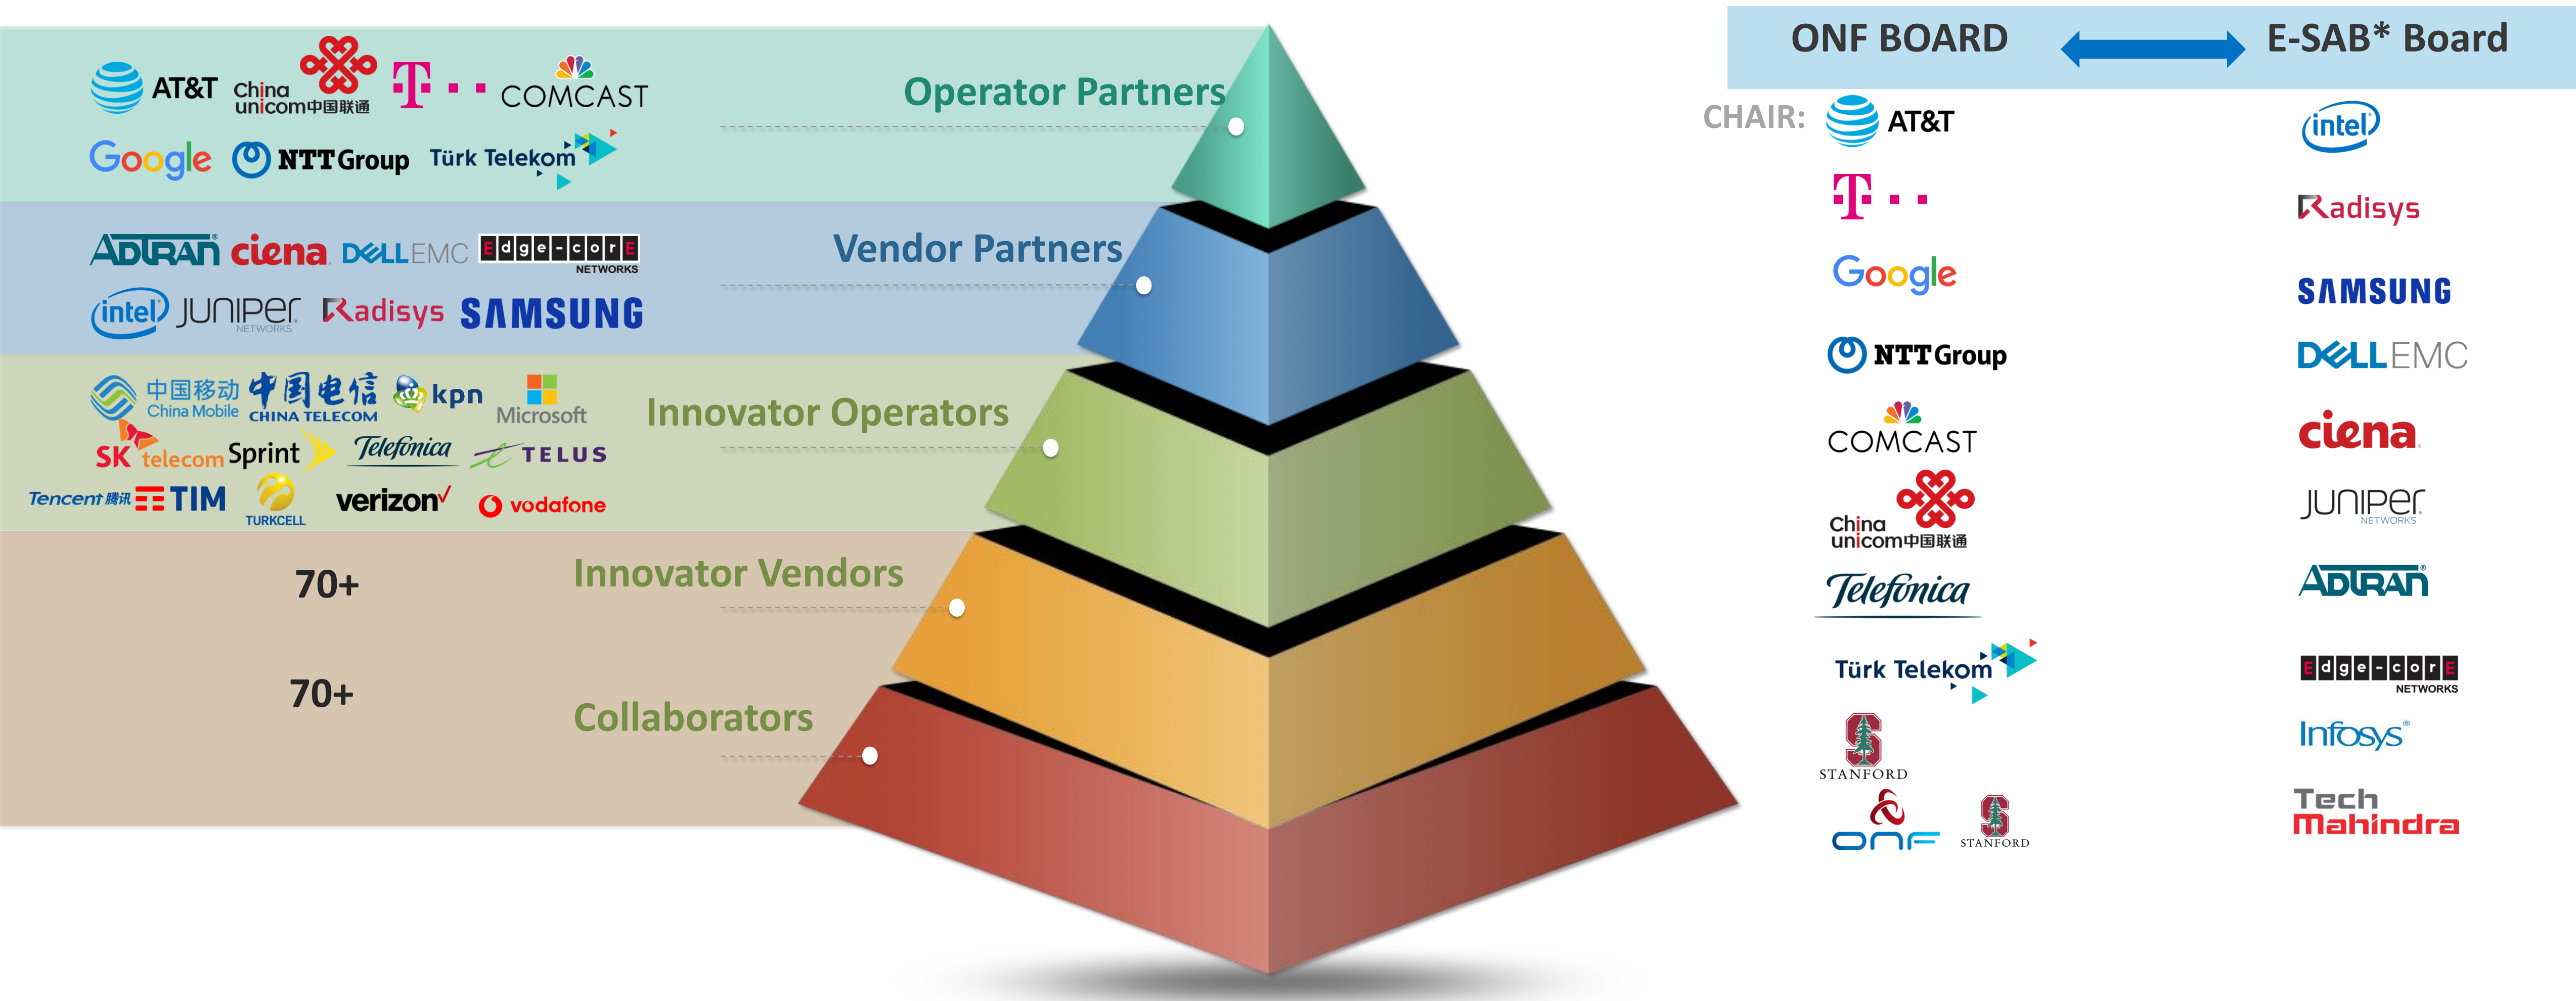 AT&T China unicom中国联通 T COMCAST
Operator Partners
Google NTT Group Türk Telekom
ADTRAN® ciena. DELL EMC Edge-corE NETWORKS
Vendor Partners
intel JUNIPER NETWORKS Radisys SAMSUNG
中国移动 China Mobile 中国电信 CHINA TELECOM kpn Microsoft
Innovator Operators
SK telecom Sprint Telefónica TELUS
Tencent 腾讯 TIM TURKCELL verizon vodafone
70+
Innovator Vendors
70+
Collaborators
ONF BOARD
E-SAB* Board
CHAIR: AT&T
intel
T
Radisys
Google
SAMSUNG
NTT Group
DELL EMC
COMCAST
ciena.
China
unicom中国联通
JUNIPER
NETWORKS
Telefónica
ADTRAN®
Türk Telekom
Edge-corE
NETWORKS
S
STANFORD
Infosys®
ONF
S
STANFORD
Tech
Mahindra